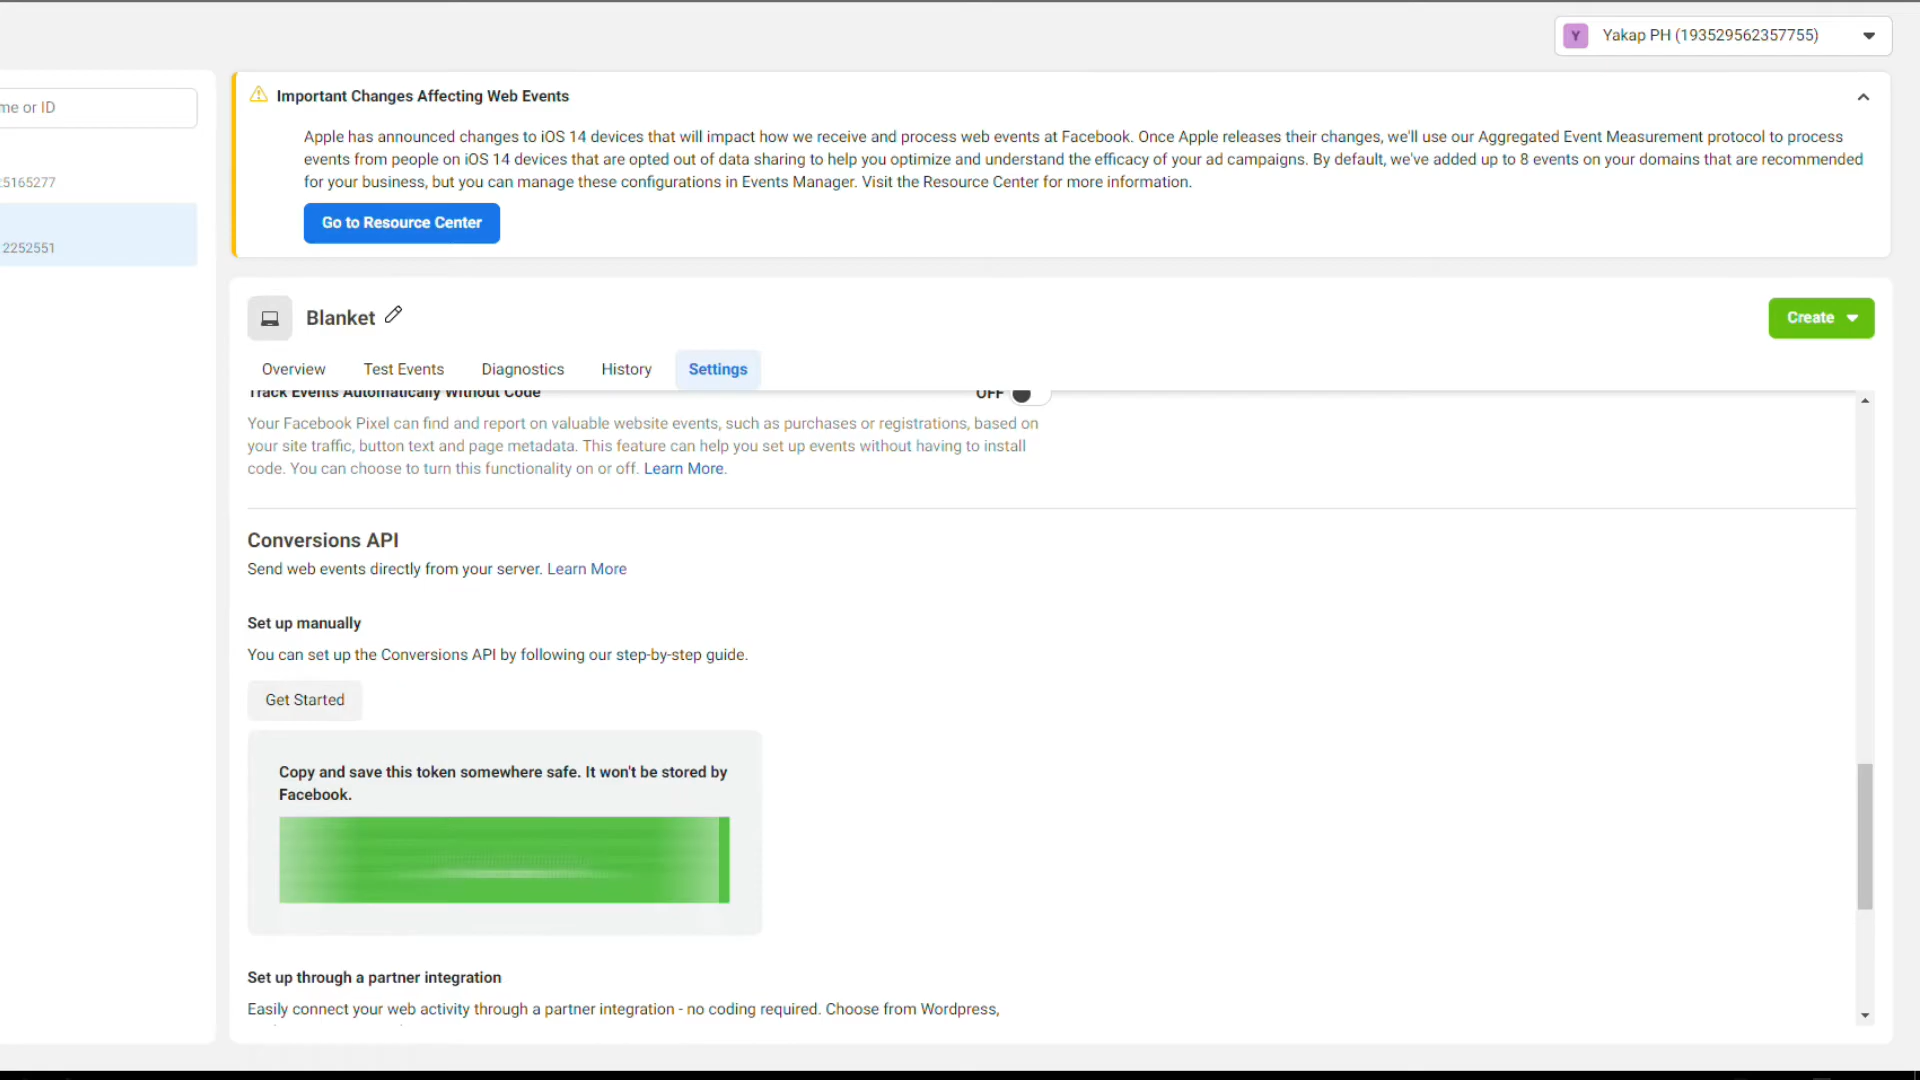 Y Yakap PH (193529562357755)
me or ID
5165277
2252551
Important Changes Affecting Web Events
Apple has announced changes to iOS 14 devices that will impact how we receive and process web events at Facebook. Once Apple releases their changes, we'll use our Aggregated Event Measurement protocol to process
events from people on iOS 14 devices that are opted out of data sharing to help you optimize and understand the efficacy of your ad campaigns. By default, we've added up to 8 events on your domains that are recommended
for your business, but you can manage these configurations in Events Manager. Visit the Resource Center for more information.
Go to Resource Center
Blanket
Create
Overview Test Events Diagnostics History Settings
Track Events Automatically Without Code OFF
Your Facebook Pixel can find and report on valuable website events, such as purchases or registrations, based on
your site traffic, button text and page metadata. This feature can help you set up events without having to install
code. You can choose to turn this functionality on or off. Learn More.
Conversions API
Send web events directly from your server. Learn More
Set up manually
You can set up the Conversions API by following our step-by-step guide.
Get Started
Copy and save this token somewhere safe. It won't be stored by
Facebook.
Set up through a partner integration
Easily connect your web activity through a partner integration - no coding required. Choose from Wordpress,